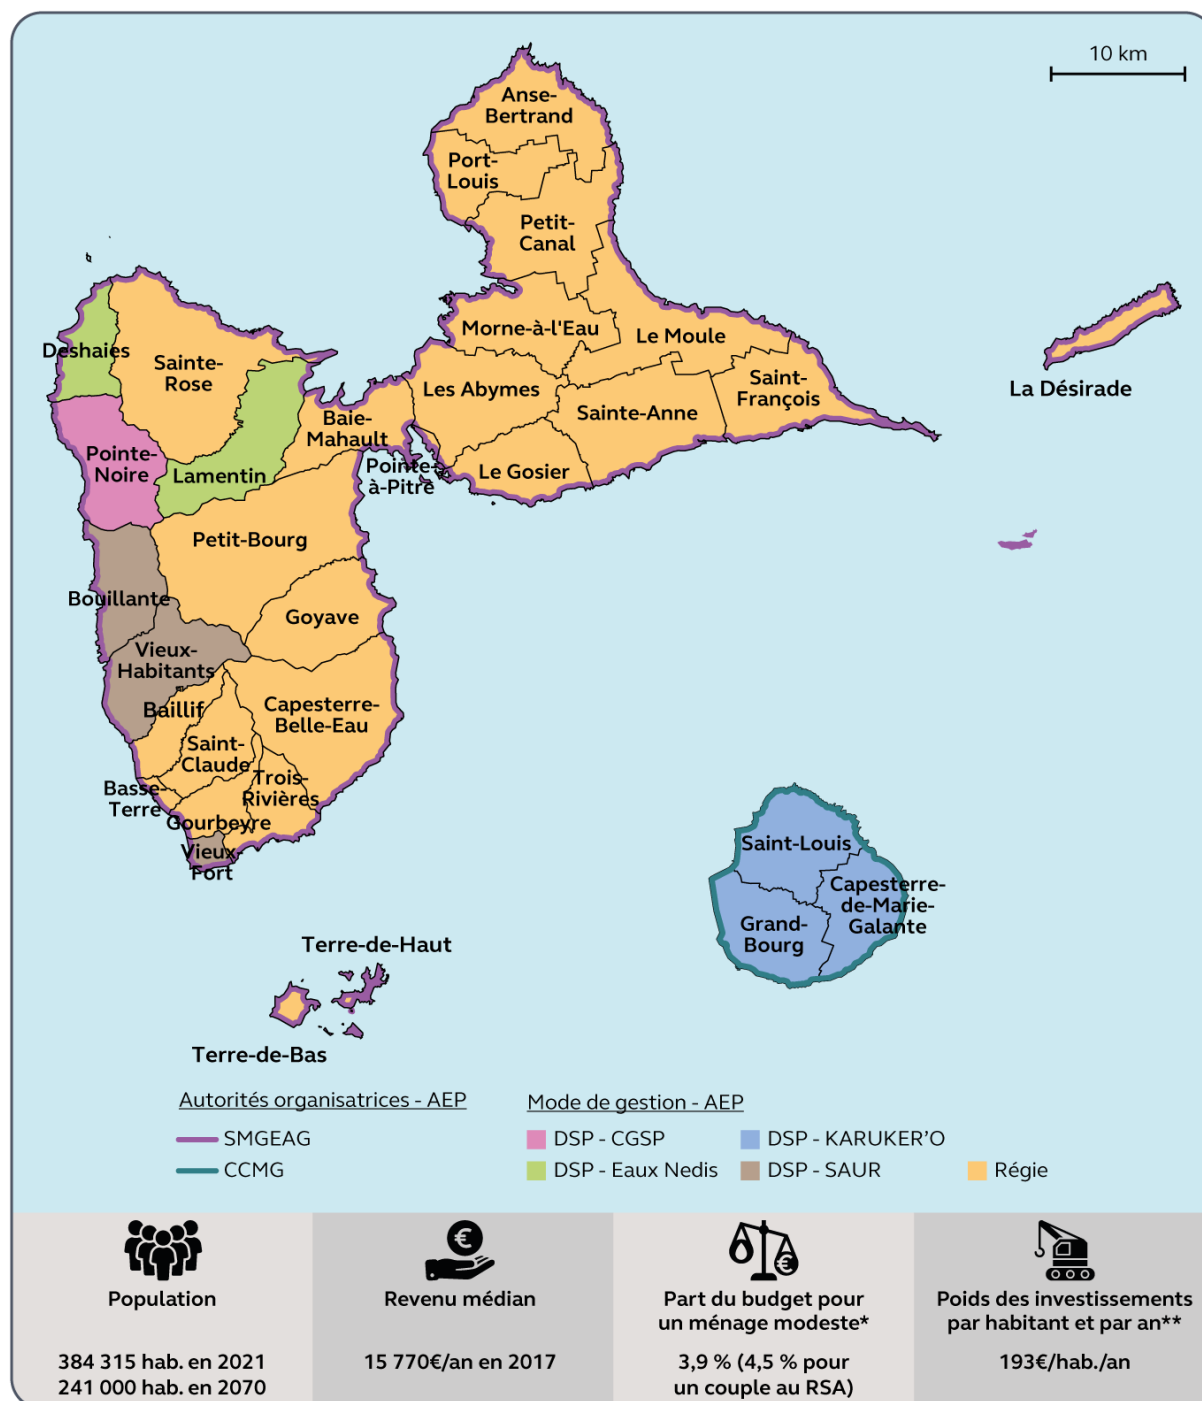 10 km
Anse-
Bertrand
Port-
Louis
Petit-
Canal
Morne-à-l'Eau
Le Moule
Deshaies
Sainte-
Rose
Les Abymes
Saint-
François
Sainte-Anne
La Désirade
Baie-
Mahault
Pointe-
Noire
Lamentin
Pointe-
à-Pitre
Le Gosier
Petit-Bourg
Bouillante
Goyave
Vieux-
Habitants
Baillif
Capesterre-
Belle-Eau
Saint-
Claude
Basse-
Terre
Trois-
Rivières
Gourbeyre
Vieux-
Fort
Saint-Louis
Capesterre-
de-Marie-
Galante
Grand-
Bourg
Terre-de-Haut
Terre-de-Bas
Autorités organisatrices - AEP
SMGEAG
CCMG
Mode de gestion - AEP
DSP - CGSP
DSP - KARUKER’O
DSP - Eaux Nedis
DSP - SAUR
Régie
Population
384 315 hab. en 2021
241 000 hab. en 2070
Revenu médian
15 770€/an en 2017
Part du budget pour
un ménage modeste*
3,9 % (4,5 % pour
un couple au RSA)
Poids des investissements
par habitant et par an**
193€/hab./an